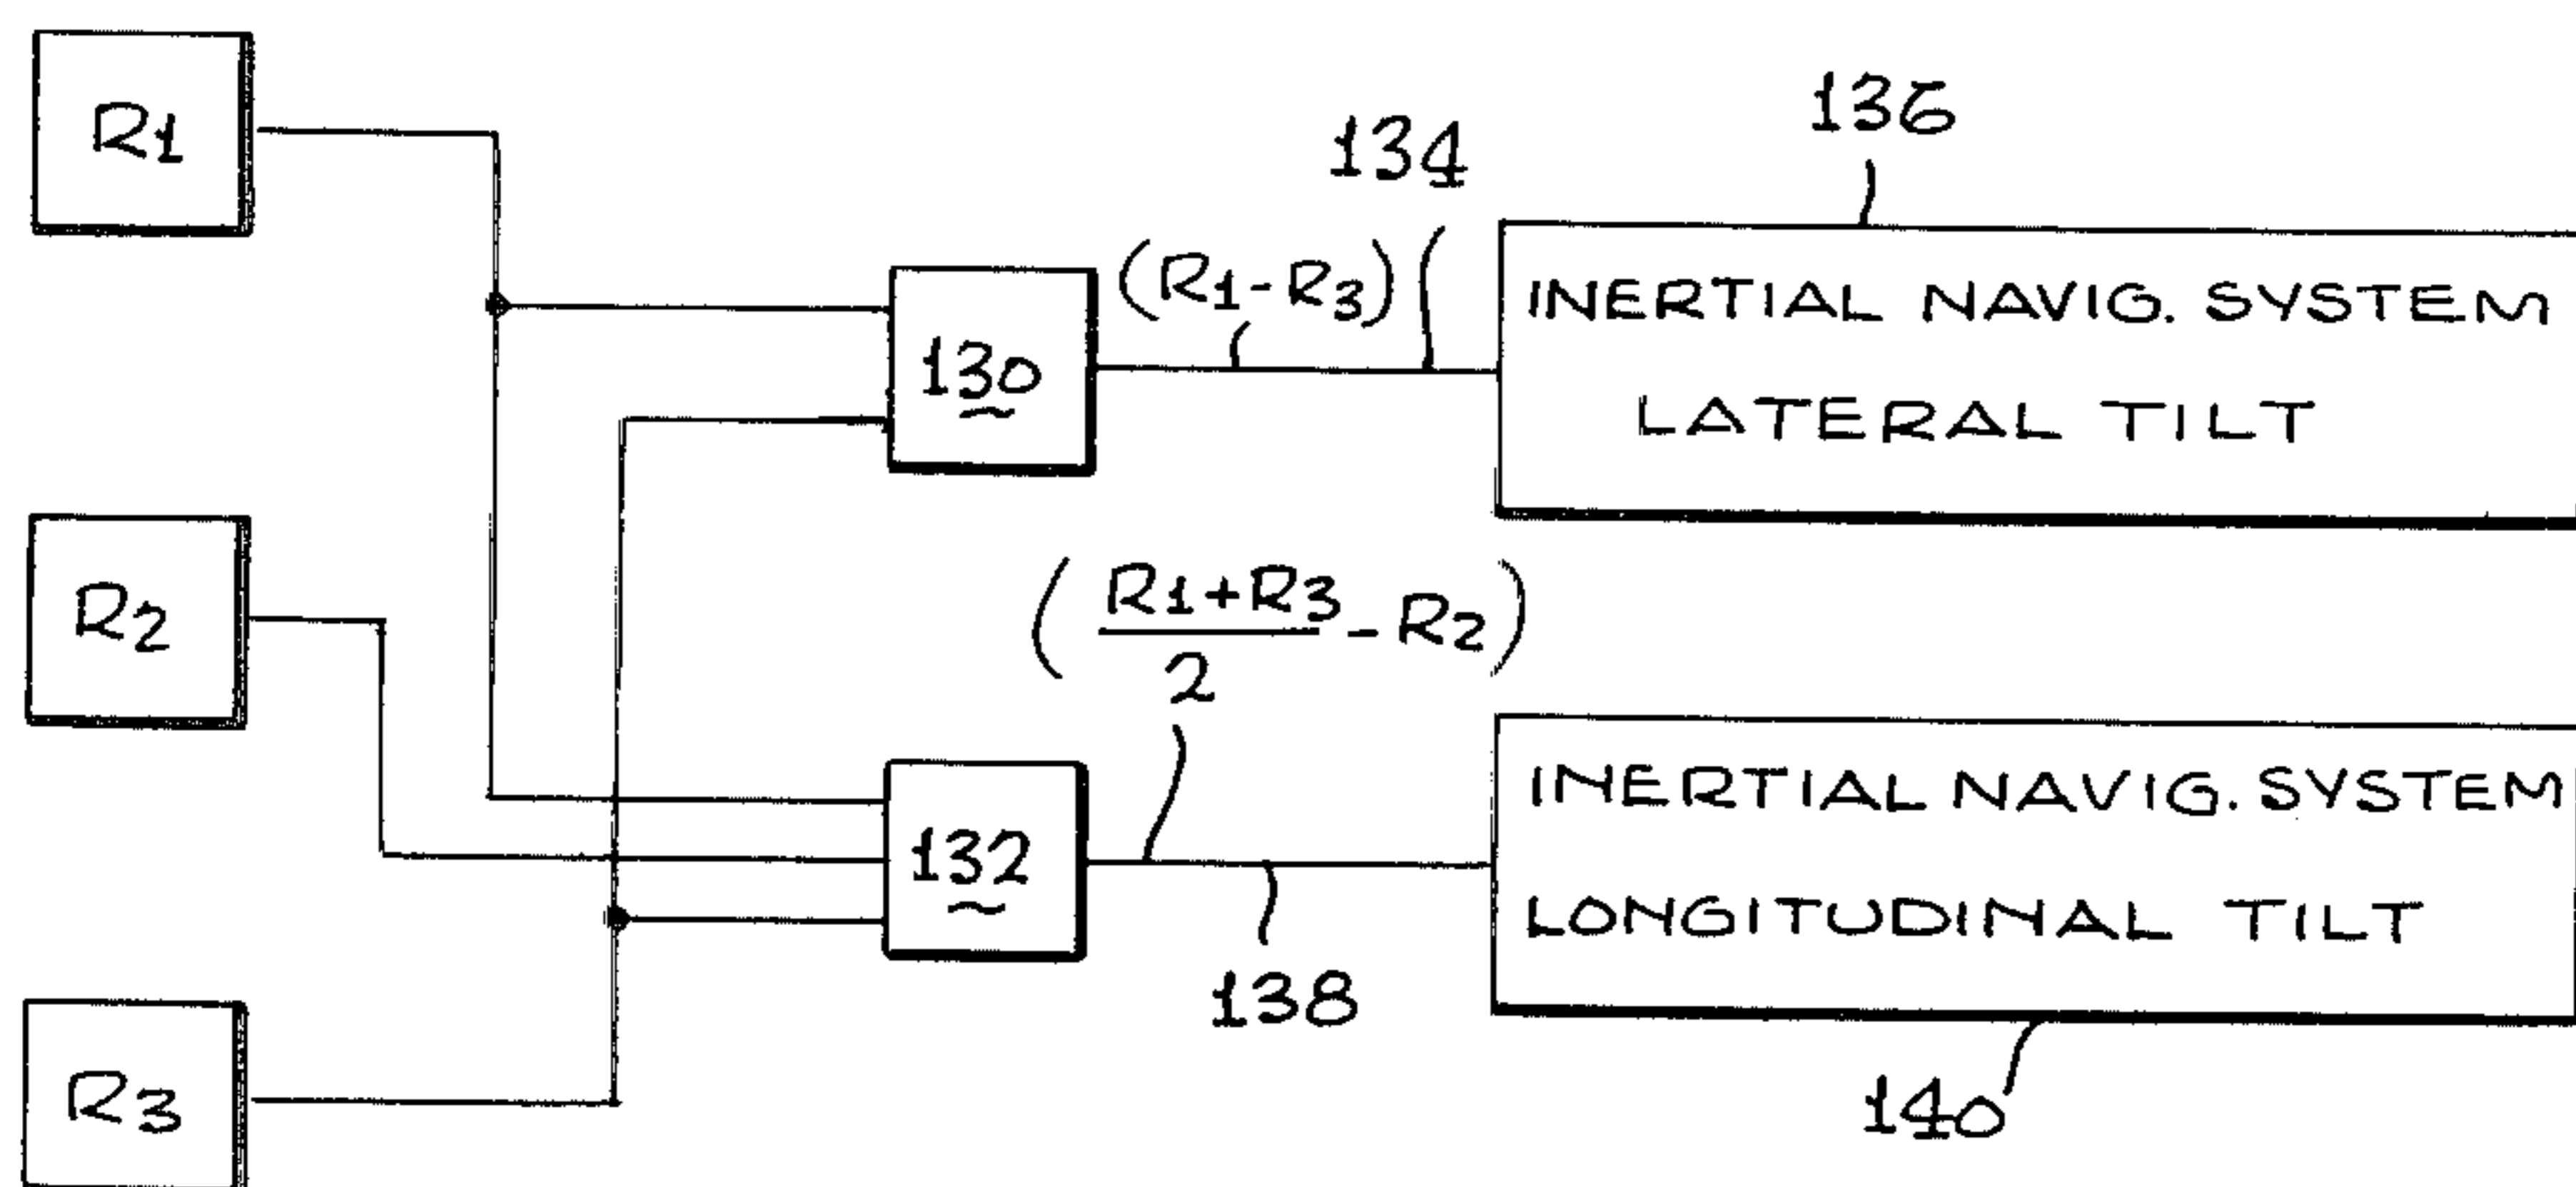 R1
136
134
(R1-R3)
INERTIAL NAVIG. SYSTEM
LATERAL TILT
130
R2
(R1+R3/2 - R2)
132
INERTIAL NAVIG. SYSTEM
LONGITUDINAL TILT
138
R3
140